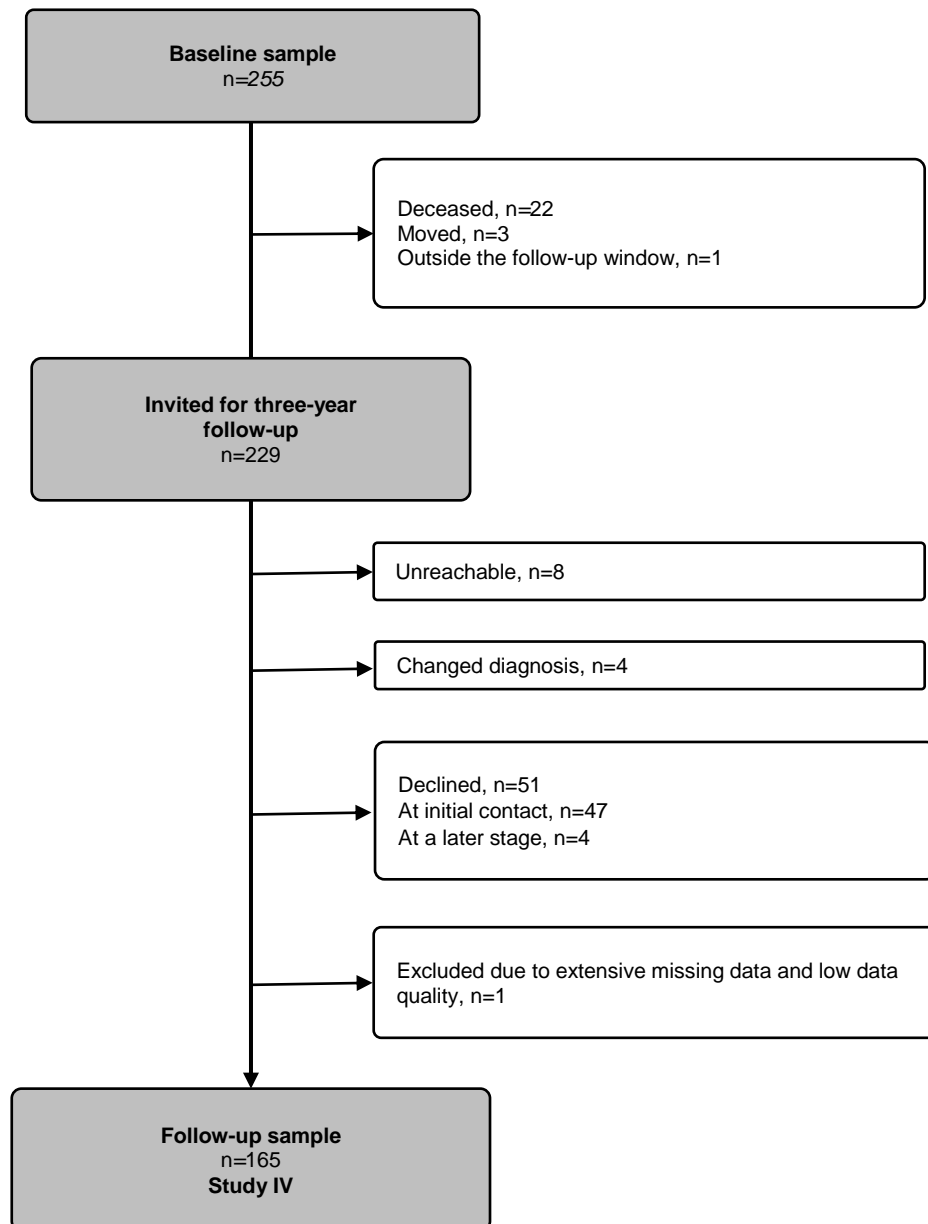 Baseline sample
n=255
Deceased, n=22
Moved, n=3
Outside the follow-up window, n=1
Invited for three-year
follow-up
n=229
Unreachable, n=8
Changed diagnosis, n=4
Declined, n=51
At initial contact, n=47
At a later stage, n=4
Excluded due to extensive missing data and low data
quality, n=1
Follow-up sample
n=165
Study IV